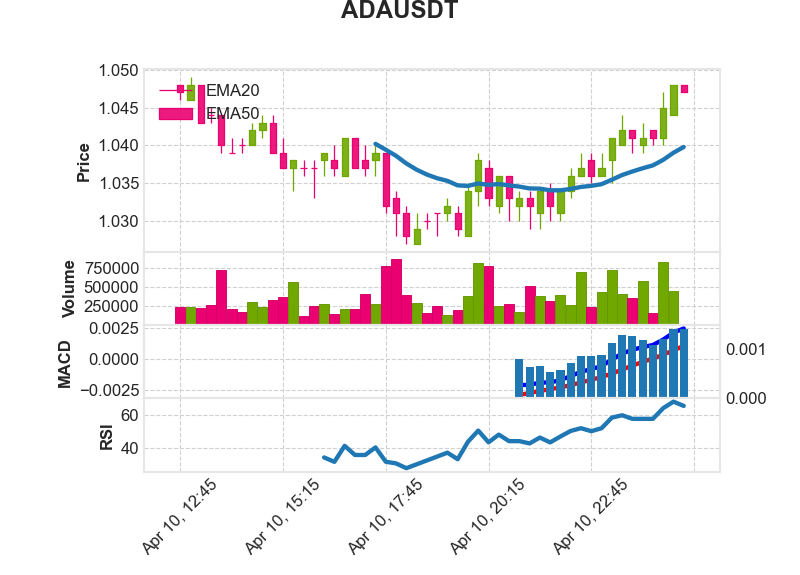 ADAUSDT
1.050
1.045
1.040
1.035
1.030
Price
EMA20
EMA50
750000
500000
250000
Volume
0.0025
0.0000
−0.0025
MACD
0.001
0.000
60
40
RSI
Apr 10, 12:45
Apr 10, 15:15
Apr 10, 17:45
Apr 10, 20:15
Apr 10, 22:45